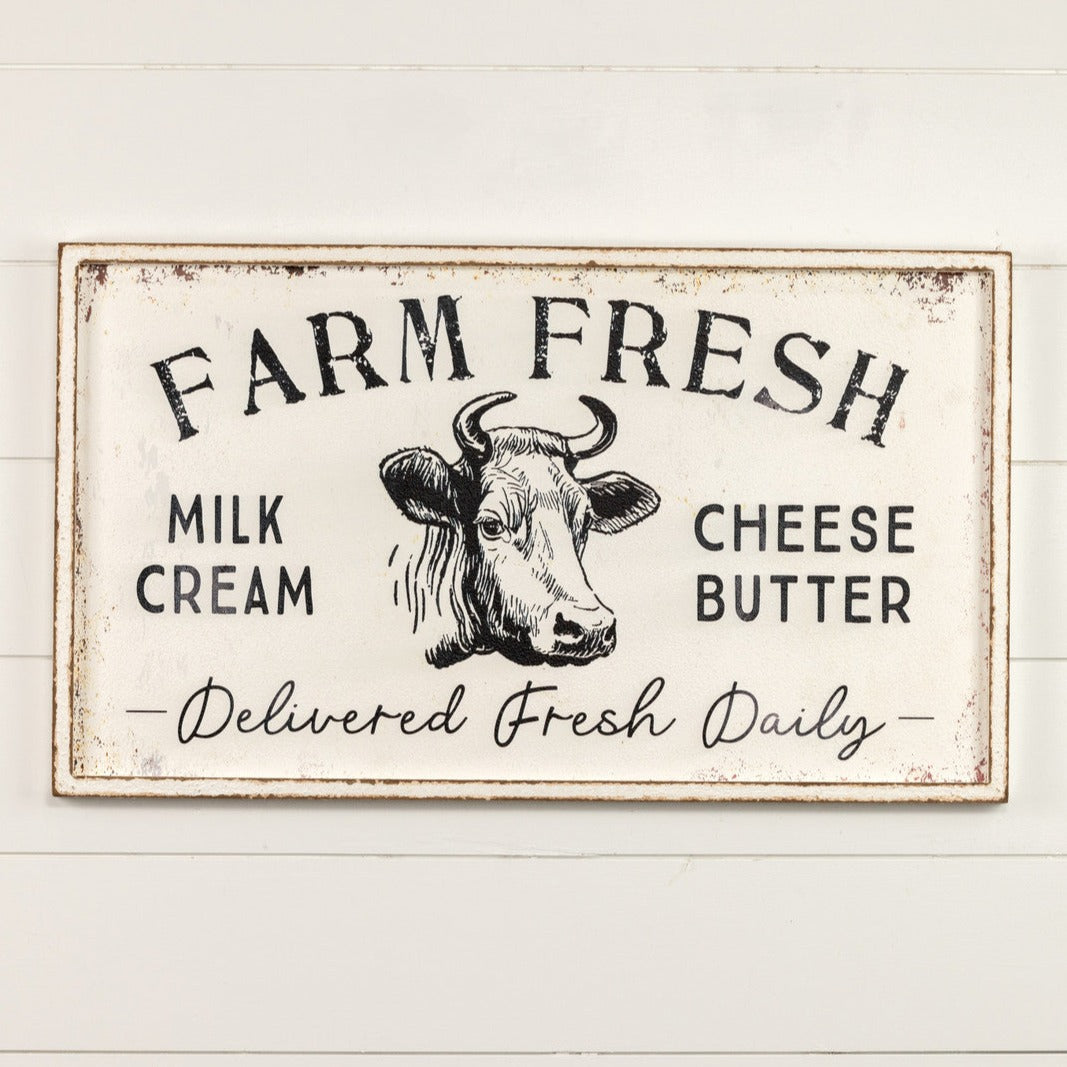 FARM FRESH
MILK
CREAM
CHEESE
BUTTER
- Delivered Fresh Daily -